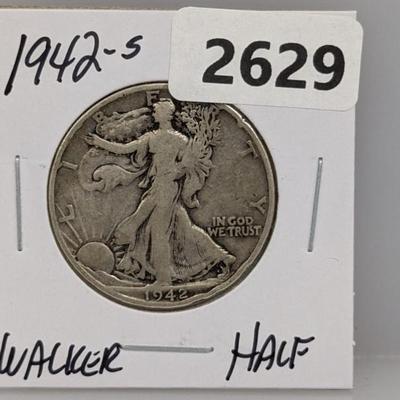 1942-S
2629
LIBERTY
IN GOD
WE TRUST
1942
WALKER HALF